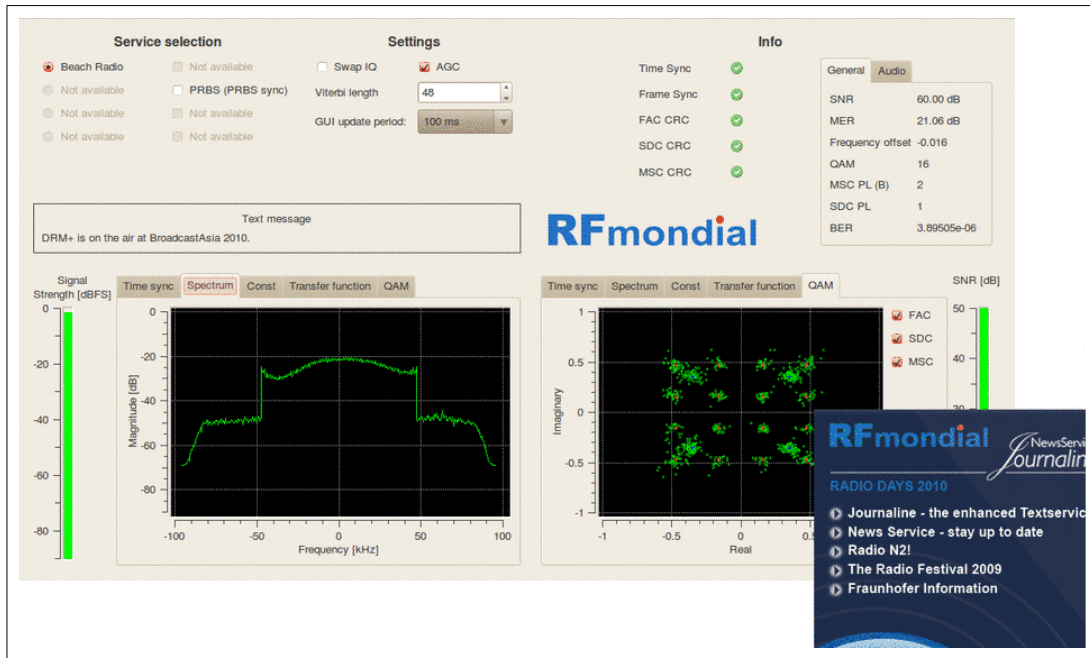 Service selection
Settings
Info
Beach Radio
Not available
Not available
PRBS (PRBS sync)
Not available
Not available
Not available
Not available
Swap IQ
AGC
Viterbi length
48
GUI update period:
100 ms
Time Sync
Frame Sync
FAC CRC
SDC CRC
MSC CRC
General
Audio
SNR
60.00 dB
MER
21.06 dB
Frequency offset
-0.016
QAM
16
MSC PL (B)
2
SDC PL
1
BER
3.89505e-06
Text message
DRM+ is on the air at BroadcastAsia 2010.
RFmondial
Signal
Strength [dBFS]
0
-20
-40
-60
-80
Time sync
Spectrum
Const
Transfer function
QAM
0
-20
-40
-60
-80
Magnitude [dB]
-100
-50
0
50
100
Frequency [kHz]
Time sync
Spectrum
Const
Transfer function
QAM
1
0.5
0
-0.5
-1
Imaginary
-1
-0.5
0
0.5
Real
FAC
SDC
MSC
SNR [dB]
50
40
30
RFmondial
NewsServi
Journalin
RADIO DAYS 2010
Journaline - the enhanced Textservic
News Service - stay up to date
Radio N2!
The Radio Festival 2009
Fraunhofer Information